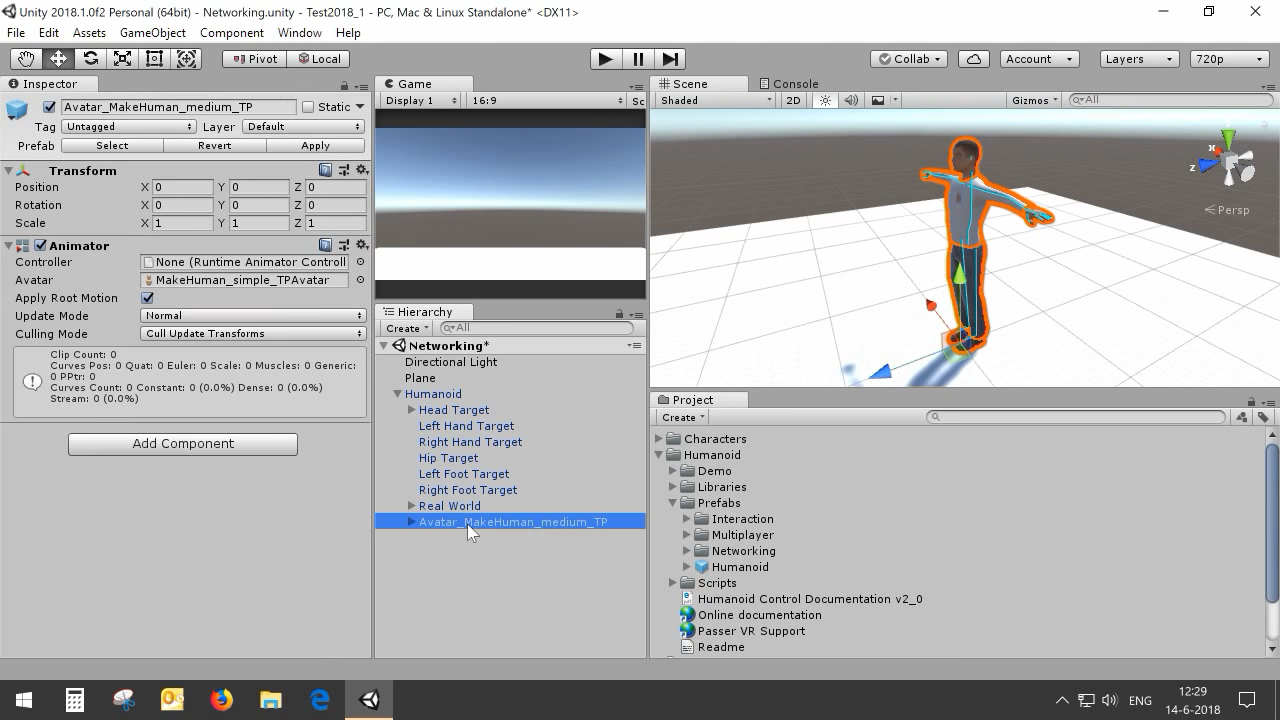 Unity 2018.1.0f2 Personal (64bit) - Networking.unity - Test2018_1 - PC, Mac & Linux Standalone* <DX11>
File Edit Assets GameObject Component Window Help
Pivot Local Collab Account Layers 720p
Inspector
Avatar_MakeHuman_medium_TP Static
Tag Untagged Layer Default
Prefab Select Revert Apply
Transform
Position X 0 Y 0 Z 0
Rotation X 0 Y 0 Z 0
Scale X 1 Y 1 Z 1
Animator
Controller None (Runtime Animator Controll
Avatar MakeHuman_simple_TPAvatar
Apply Root Motion
Update Mode Normal
Culling Mode Cull Update Transforms
Clip Count: 0
Curves Pos: 0 Quat: 0 Euler: 0 Scale: 0 Muscles: 0 Generic:
0 PPtr: 0
Curves Count: 0 Constant: 0 (0.0%) Dense: 0 (0.0%)
Stream: 0 (0.0%)
Add Component
Game
Display 1 16:9 Sc
Hierarchy
Create All
Networking*
Directional Light
Plane
Humanoid
Head Target
Left Hand Target
Right Hand Target
Hip Target
Left Foot Target
Right Foot Target
Real World
Avatar_MakeHuman_medium_TP
Scene Console
Shaded 2D Gizmos All
x
z
Persp
Project
Create
Characters
Humanoid
Demo
Libraries
Prefabs
Interaction
Multiplayer
Networking
Humanoid
Scripts
Humanoid Control Documentation v2_0
Online documentation
Passer VR Support
Readme
ENG
12:29
14-6-2018